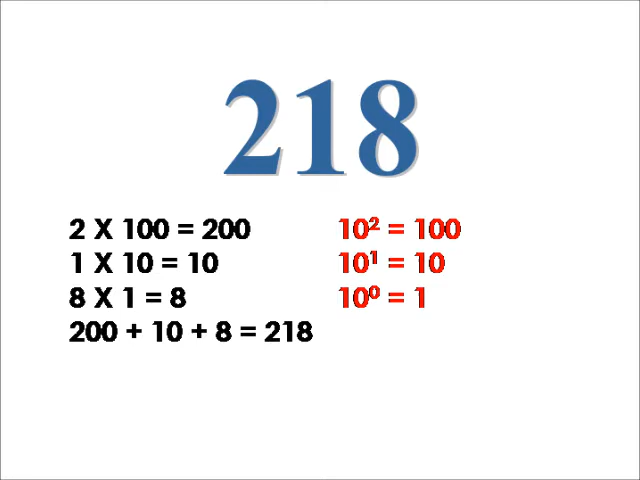 218
2 X 100 = 200 10² = 100
1 X 10 = 10 10¹ = 10
8 X 1 = 8 10⁰ = 1
200 + 10 + 8 = 218